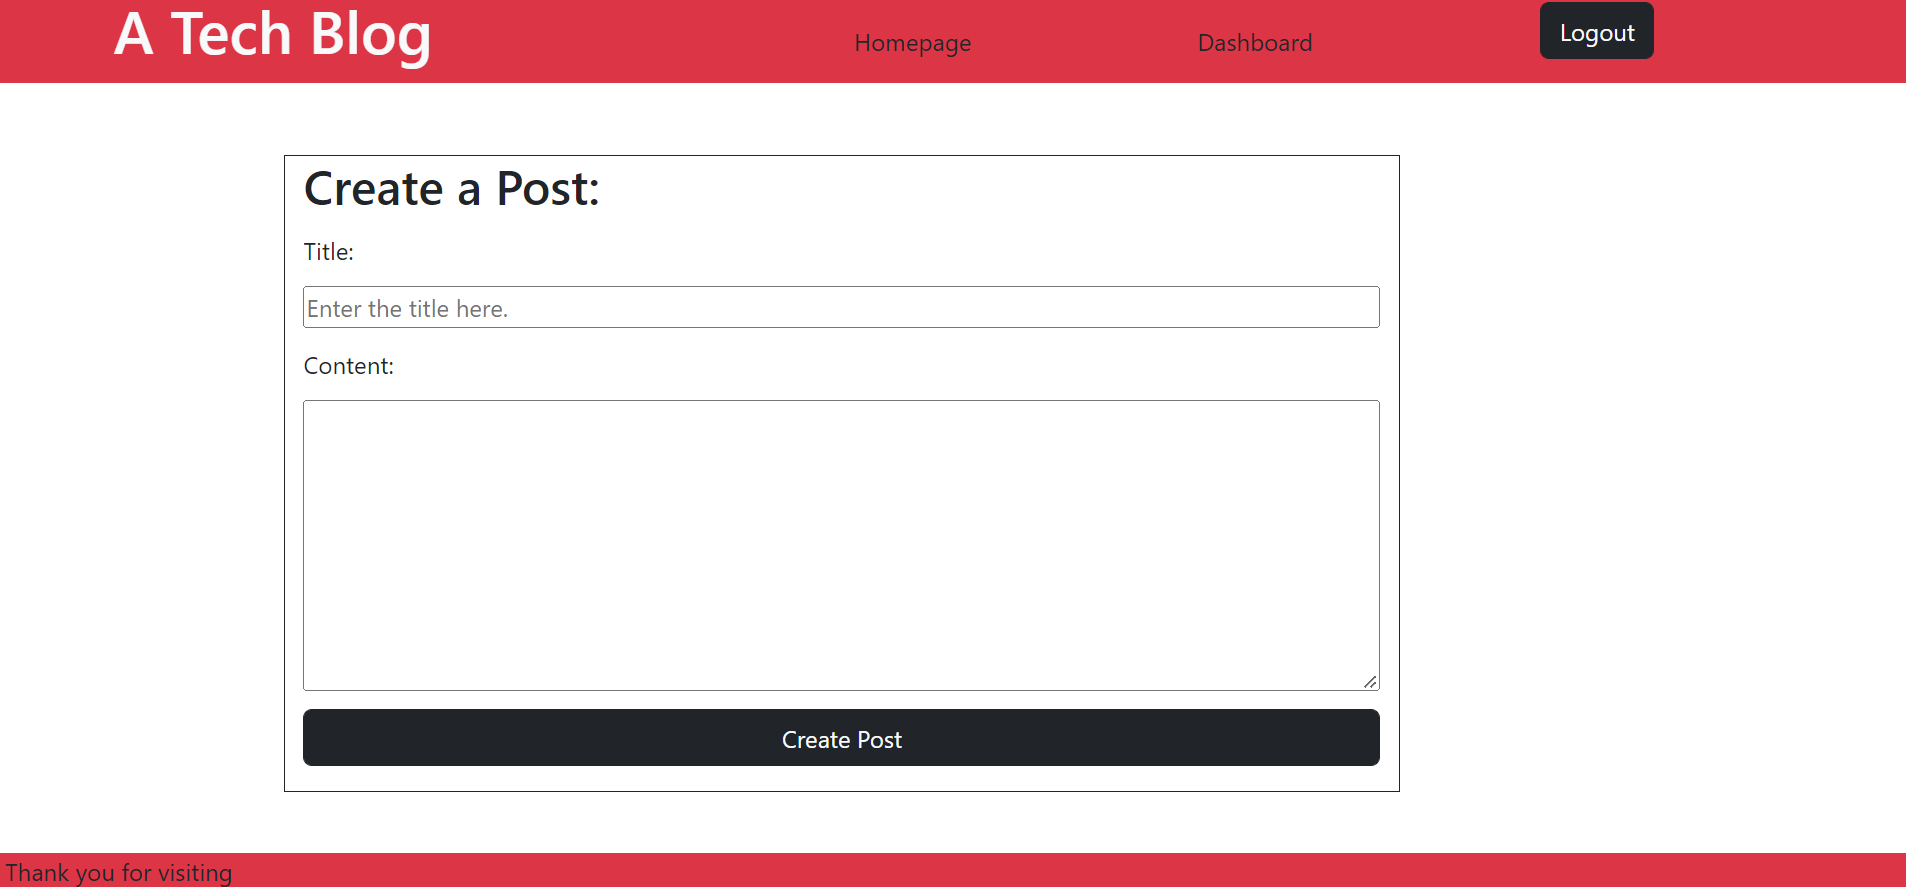 A Tech Blog
Homepage
Dashboard
Logout
Create a Post:
Title:
Enter the title here.
Content:
Create Post
Thank you for visiting